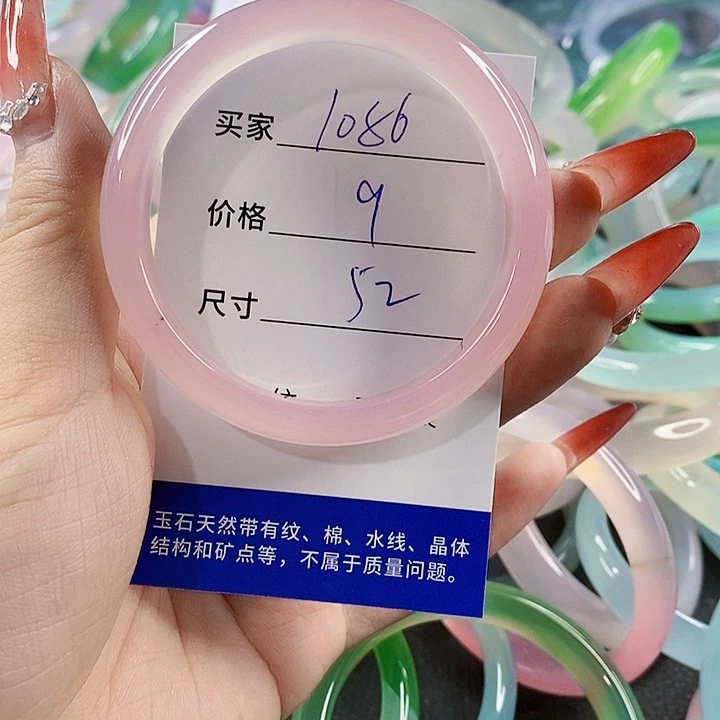 买家 1086
价格 9
尺寸 52
玉石天然带有纹、棉、水线、晶体
结构和矿点等，不属于质量问题。